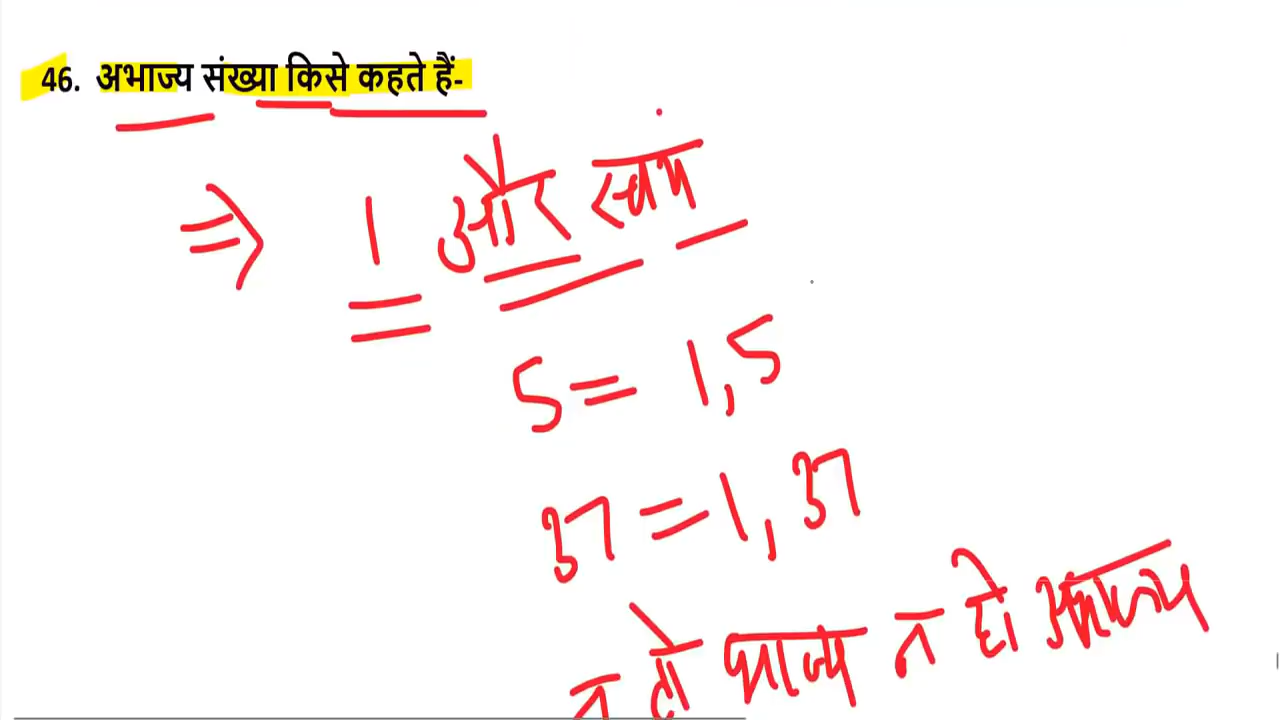 46. अभाज्य संख्या किसे कहते हैं-
⇒ 1 और स्वयं
5 = 1,5
37 = 1,37
न तो भाज्य न हो अभाज्य